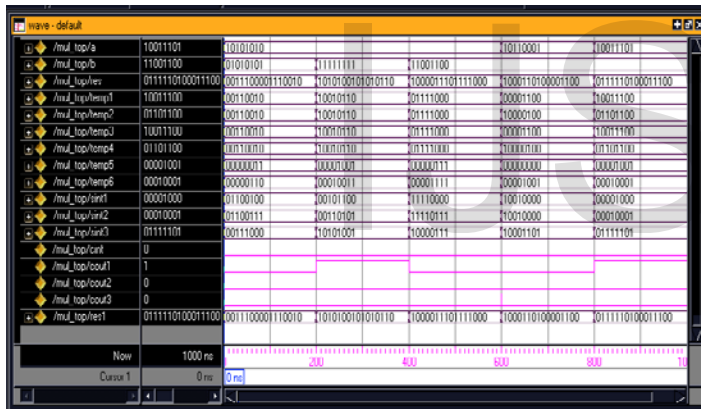 wave - default
/mul_top/a 10011101 10101010 10110001 10011101
/mul_top/b 11001100 01010101 11111111 11001100
/mul_top/res 0111110100011100 0011100001110010 1010100101010110 1000011101111000 1000110100001100 0111110100011100
/mul_top/temp1 10011100 00110010 10010110 01111000 00001100 10011100
/mul_top/temp2 01101100 00110010 10010110 01111000 10000100 01101100
/mul_top/temp3 10011100 00110010 10010110 01111000 00001100 10011100
/mul_top/temp4 01101100 00110010 10010110 01111000 10000100 01101100
/mul_top/temp5 00001001 00000011 00001001 00000111 00000000 00001001
/mul_top/temp6 00010001 00000110 00010011 00001111 00001001 00010001
/mul_top/sint1 00001000 01100100 00101100 11110000 10010000 00001000
/mul_top/sint2 00010001 01100111 00110101 11110111 10010000 00010001
/mul_top/sint3 01111101 00111000 10101001 10000111 10001101 01111101
/mul_top/cint 0
/mul_top/cout1 1
/mul_top/cout2 0
/mul_top/cout3 0
/mul_top/res1 0111110100011100 0011100001110010 1010100101010110 1000011101111000 1000110100001100 0111110100011100
Now 1000 ns 200 400 600 800 10
Cursor 1 0 ns 0 ns
IJS